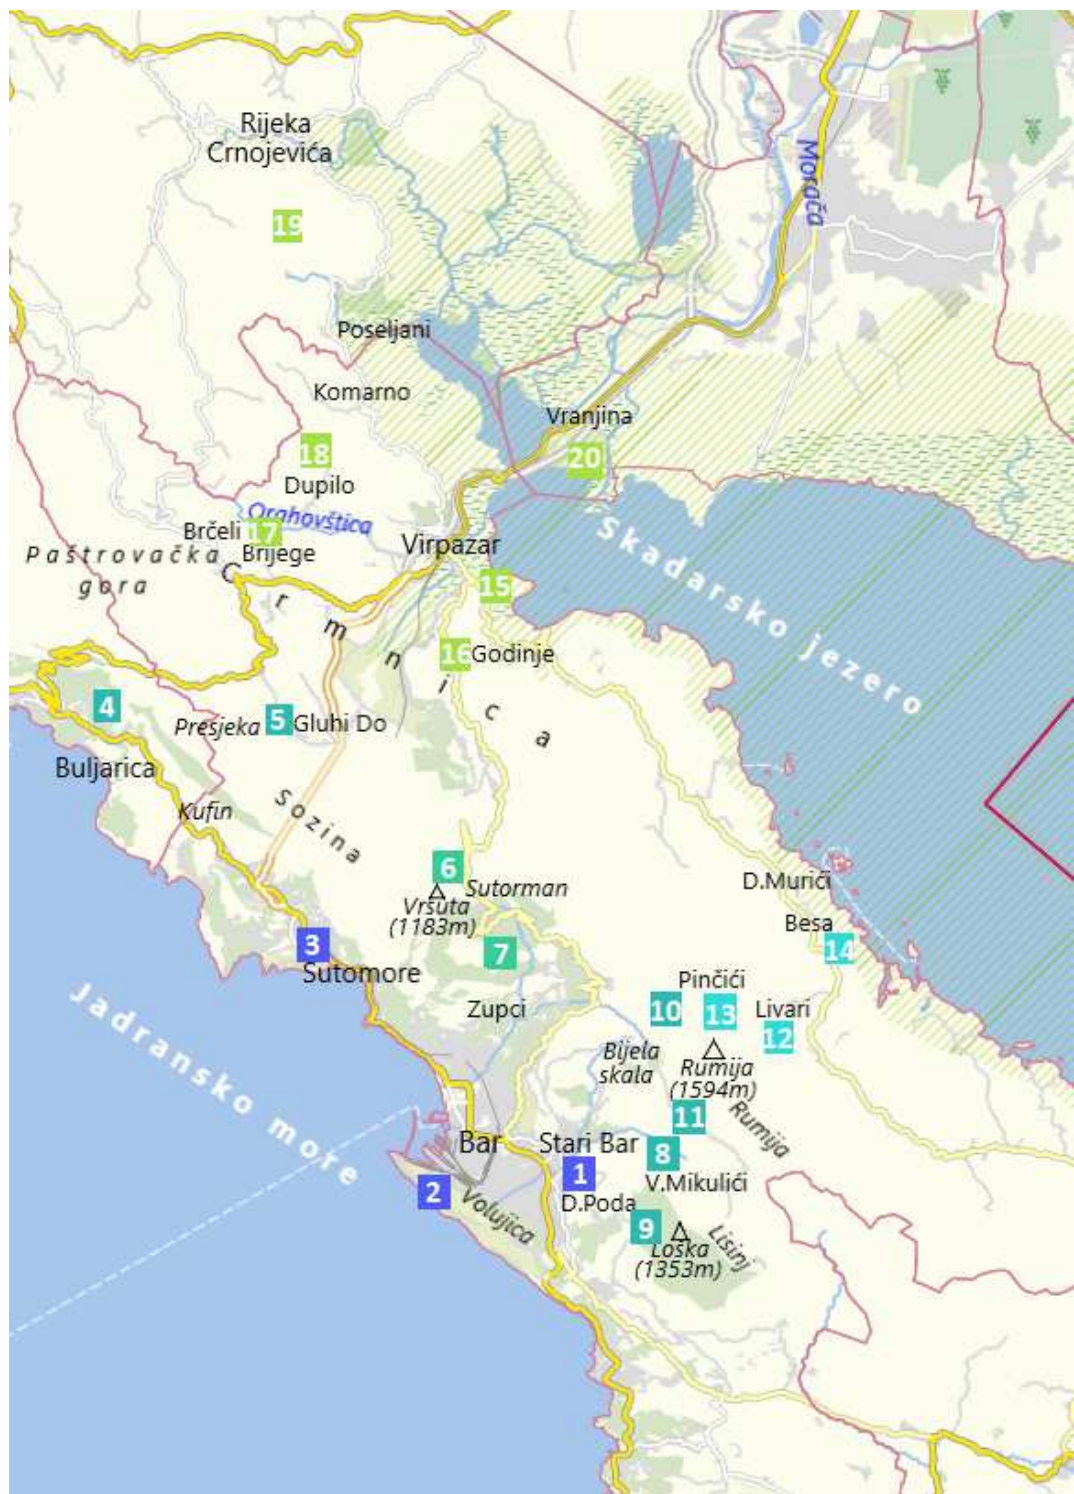 Rijeka
Crnojevića
Morača
19
Poseljani
Komarno
Vranjina
18
20
Dupilo
Orahovštica
Brčeli
17
Brijege
Virpazar
Skadarsko jezero
Paštrovačka
gora
Crmnica
15
16
Godinje
4
5
Presjeka
Gluhi Do
Buljarica
Kufin
Sozina
6
Sutorman
Vršuta
(1183m)
D.Murići
Besa
14
3
Sutomore
7
Zupci
Pinčići
10
13
Livari
12
Bijela
skala
Rumija
(1594m)
Rumija
Jadransko more
11
Bar
Stari Bar
8
1
V.Mikulići
2
Volujica
D.Poda
9
Loška
(1353m)
Lisinj